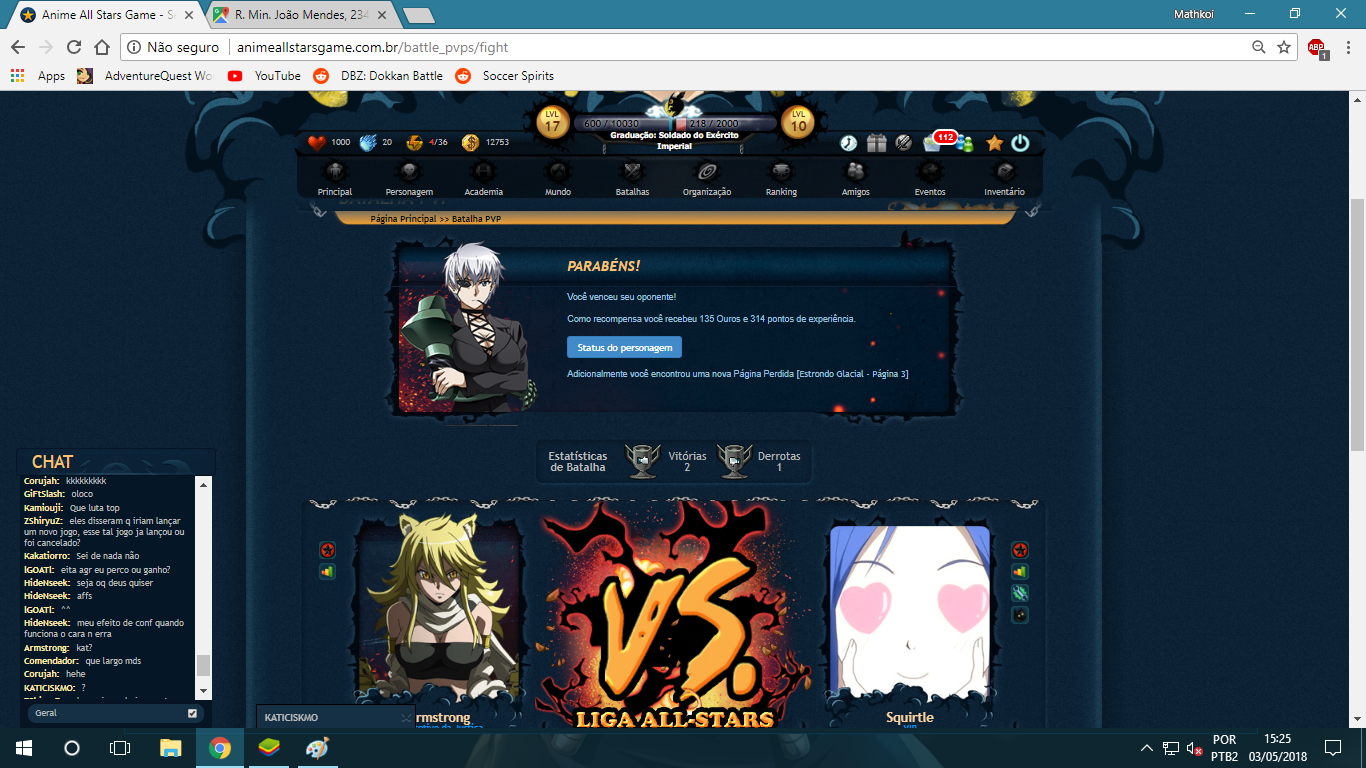 Anime All Stars Game - S
R. Min. João Mendes, 234
Mathkoi
Não seguro
animeallstarsgame.com.br/battle_pvps/fight
ABP
1
Apps
AdventureQuest Wo
YouTube
DBZ: Dokkan Battle
Soccer Spirits
LVL
17
600 / 10030
218 / 2000
LVL
10
Graduação: Soldado do Exército
Imperial
1000
20
4/36
12753
112
Principal
Personagem
Academia
Mundo
Batalhas
Organização
Ranking
Amigos
Eventos
Inventário
BATALHA PVP
Página Principal >> Batalha PVP
PARABÉNS!
Você venceu seu oponente!
Como recompensa você recebeu 135 Ouros e 314 pontos de experiência.
Status do personagem
Adicionalmente você encontrou uma nova Página Perdida [Estrondo Glacial - Página 3]
Estatísticas
de Batalha
Vitórias
2
Derrotas
1
CHAT
Corujah: kkkkkkkkk
GiFtSlash: oloco
Kamiouji: Que luta top
ZShiryuZ: eles disseram q iriam lançar
um novo jogo, esse tal jogo ja lançou ou
foi cancelado?
Kakatiorro: Sei de nada não
lGOATl: eita agr eu perco ou ganho?
HideNseek: seja oq deus quiser
HideNseek: affs
lGOATl: ^^
HideNseek: meu efeito de conf quando
funciona o cara n erra
Armstrong: kat?
Comendador: que largo mds
Corujah: hehe
KATICISKMO: ?
Geral
KATICISKMO
VS.
LIGA ALL-STARS
rmstrong
Squirtle
VIP
POR
PTB2
15:25
03/05/2018